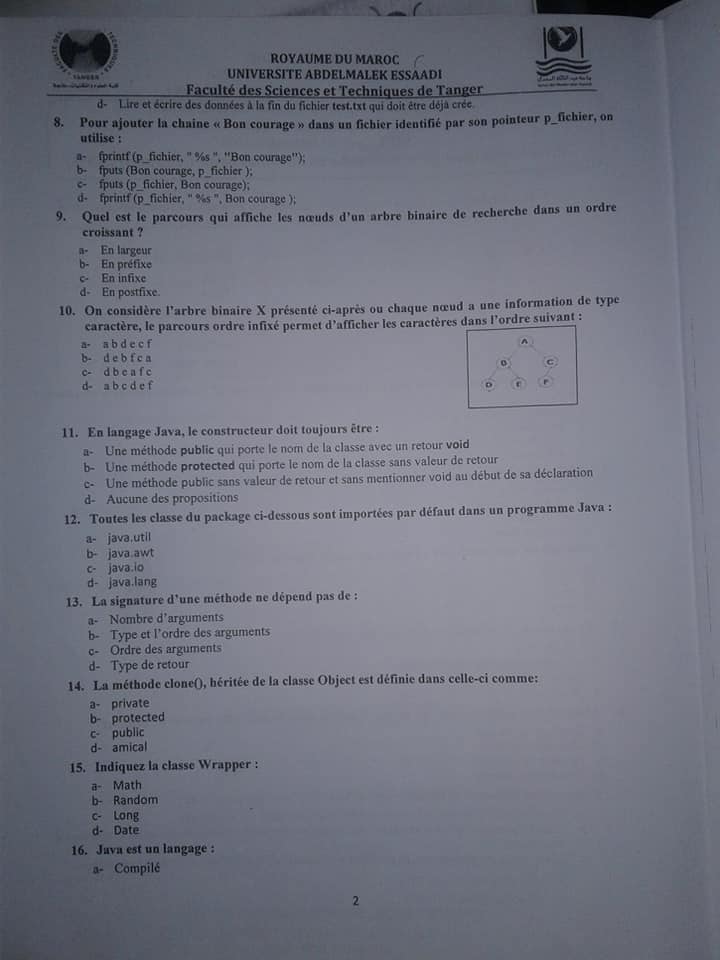 ROYAUME DU MAROC
UNIVERSITE ABDELMALEK ESSAADI
Faculté des Sciences et Techniques de Tanger
TANGER
d- Lire et écrire des données à la fin du fichier test.txt qui doit être déjà crée.
8. Pour ajouter la chaine « Bon courage » dans un fichier identifié par son pointeur p_fichier, on
utilise :
a- fprintf (p_fichier, " %s ", "Bon courage");
b- fputs (Bon courage, p_fichier );
c- fputs (p_fichier, Bon courage);
d- fprintf (p_fichier, " %s ", Bon courage );
9. Quel est le parcours qui affiche les nœuds d'un arbre binaire de recherche dans un ordre
croissant ?
a- En largeur
b- En préfixe
c- En infixe
d- En postfixe.
10. On considère l'arbre binaire X présenté ci-après ou chaque nœud a une information de type
caractère, le parcours ordre infixé permet d'afficher les caractères dans l'ordre suivant :
a- a b d e c f
b- d e b f c a
c- d b e a f c
d- a b c d e f
A
B C
D E F
11. En langage Java, le constructeur doit toujours être :
a- Une méthode public qui porte le nom de la classe avec un retour void
b- Une méthode protected qui porte le nom de la classe sans valeur de retour
c- Une méthode public sans valeur de retour et sans mentionner void au début de sa déclaration
d- Aucune des propositions
12. Toutes les classe du package ci-dessous sont importées par défaut dans un programme Java :
a- java.util
b- java.awt
c- java.io
d- java.lang
13. La signature d'une méthode ne dépend pas de :
a- Nombre d'arguments
b- Type et l'ordre des arguments
c- Ordre des arguments
d- Type de retour
14. La méthode clone(), héritée de la classe Object est définie dans celle-ci comme:
a- private
b- protected
c- public
d- amical
15. Indiquez la classe Wrapper :
a- Math
b- Random
c- Long
d- Date
16. Java est un langage :
a- Compilé
2